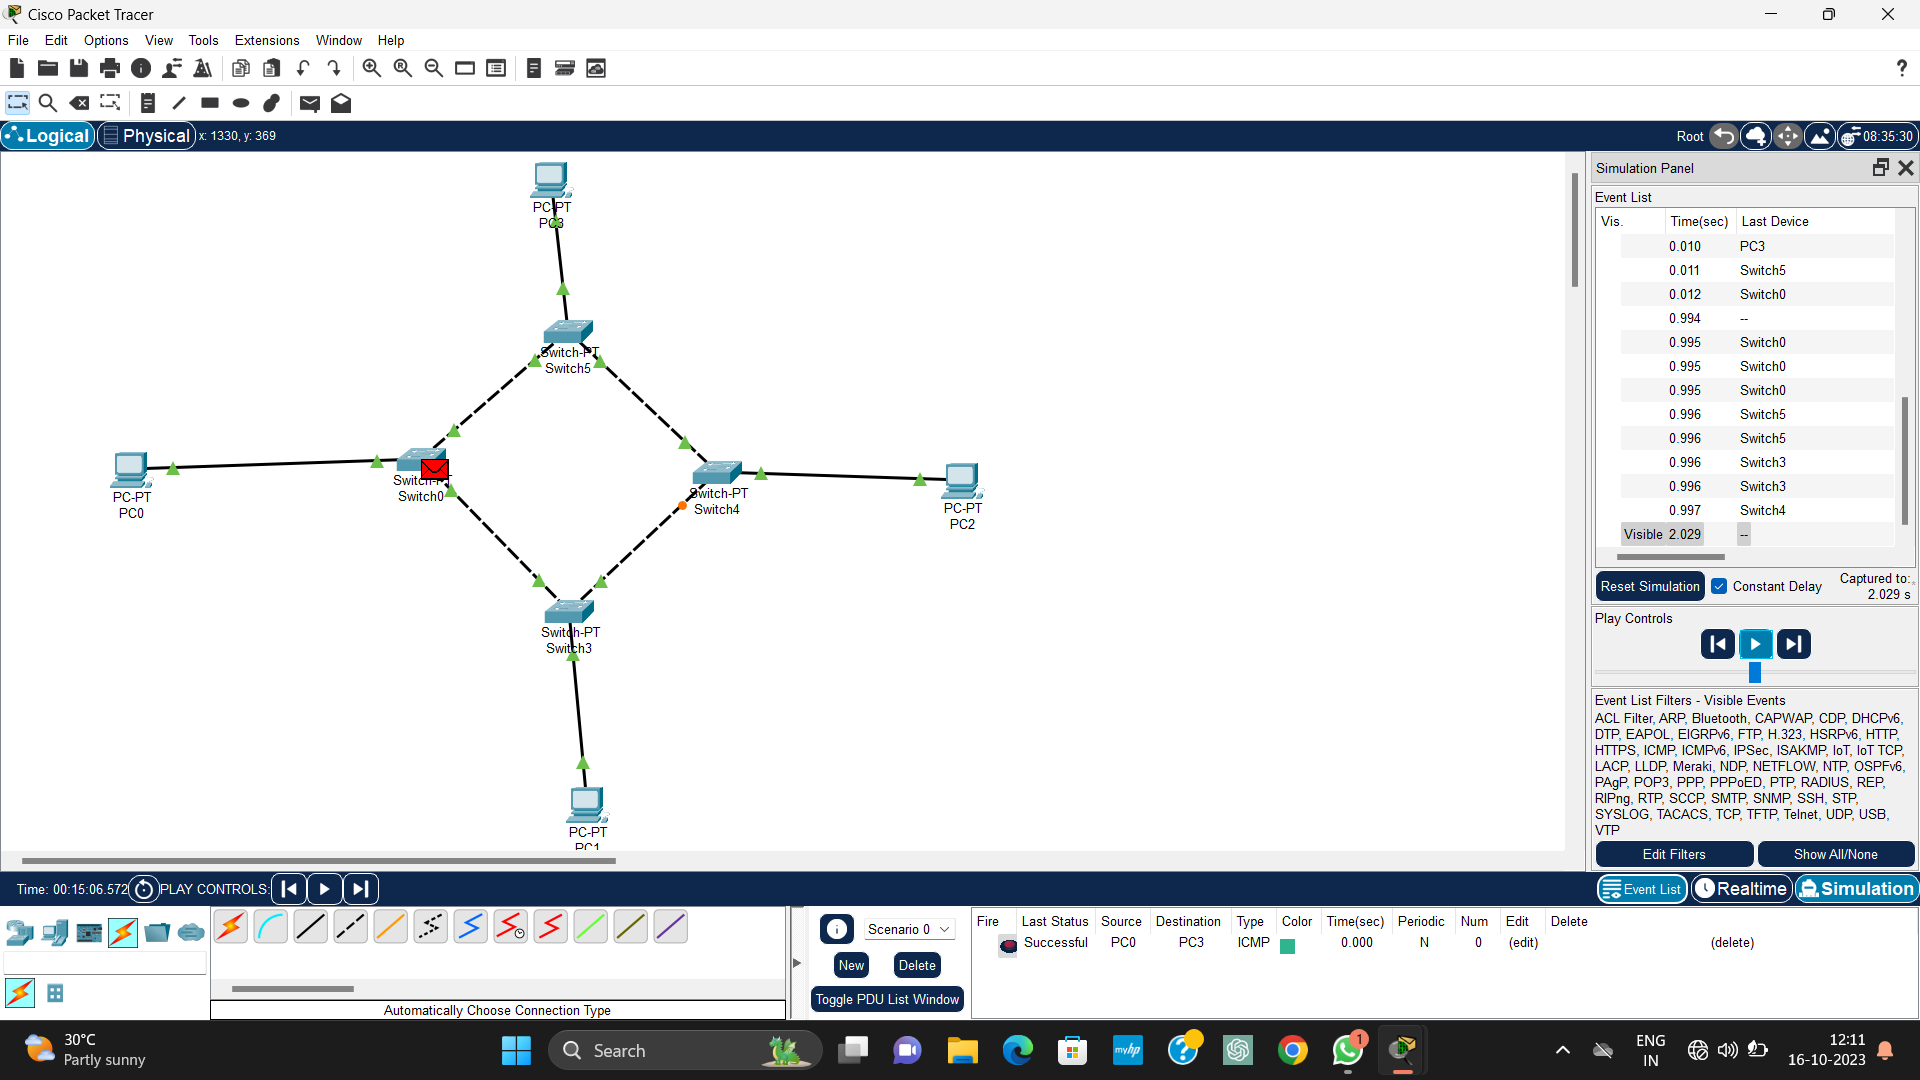 Cisco Packet Tracer
File Edit Options View Tools Extensions Window Help
?
Logical Physical x: 1330, y: 369 Root 08:35:30
PC-PT
PC3
Switch-PT
Switch5
PC-PT
PC0
Switch0
Switch-PT
Switch4
PC-PT
PC2
Switch-PT
Switch3
PC-PT
PC1
Simulation Panel
Event List
Vis. Time(sec) Last Device
0.010 PC3
0.011 Switch5
0.012 Switch0
0.994 --
0.995 Switch0
0.995 Switch0
0.995 Switch0
0.996 Switch5
0.996 Switch5
0.996 Switch3
0.996 Switch3
0.997 Switch4
Visible 2.029 --
Reset Simulation Constant Delay Captured to:
2.029 s
Play Controls
Event List Filters - Visible Events
ACL Filter, ARP, Bluetooth, CAPWAP, CDP, DHCPv6,
DTP, EAPOL, EIGRPv6, FTP, H.323, HSRPv6, HTTP,
HTTPS, ICMP, ICMPv6, IPSec, ISAKMP, IoT, IoT TCP,
LACP, LLDP, Meraki, NDP, NETFLOW, NTP, OSPFv6,
PAgP, POP3, PPP, PPPoED, PTP, RADIUS, REP,
RIPng, RTP, SCCP, SMTP, SNMP, SSH, STP,
SYSLOG, TACACS, TCP, TFTP, Telnet, UDP, USB,
VTP
Edit Filters Show All/None
Time: 00:15:06.572 PLAY CONTROLS: Event List Realtime Simulation
Automatically Choose Connection Type
Scenario 0
New Delete
Toggle PDU List Window
Fire Last Status Source Destination Type Color Time(sec) Periodic Num Edit Delete
Successful PC0 PC3 ICMP 0.000 N 0 (edit) (delete)
30°C
Partly sunny
Search
myhp
1
ENG
IN
12:11
16-10-2023